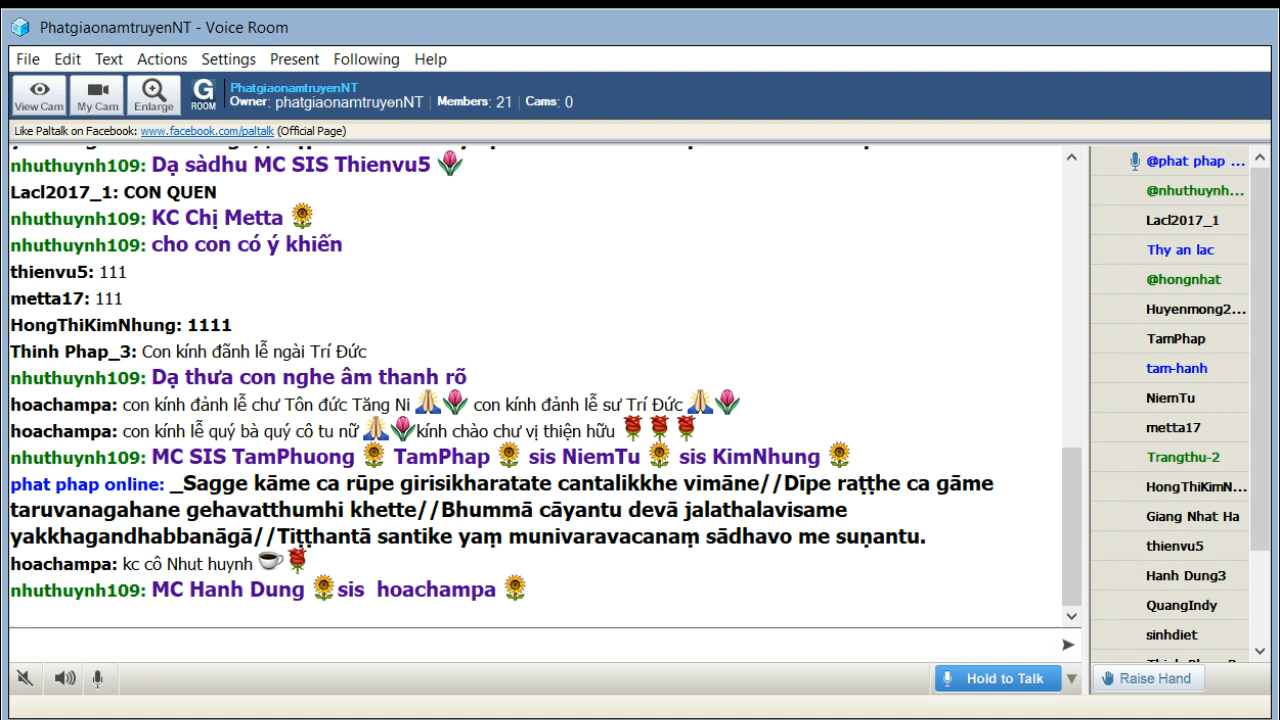 PhatgiaonamtruyenNT - Voice Room
File Edit Text Actions Settings Present Following Help
View Cam My Cam Enlarge G ROOM
PhatgiaonamtruyenNT
Owner: phatgiaonamtruyenNT | Members: 21 | Cams: 0
Like Paltalk on Facebook: www.facebook.com/paltalk (Official Page)
nhuthuynh109: Dạ sàdhu MC SIS Thienvu5
Lacl2017_1: CON QUEN
nhuthuynh109: KC Chị Metta
nhuthuynh109: cho con có ý khiến
thienvu5: 111
metta17: 111
HongThiKimNhung: 1111
Thinh Phap_3: Con kính đãnh lễ ngài Trí Đức
nhuthuynh109: Dạ thưa con nghe âm thanh rõ
hoachampa: con kính đảnh lễ chư Tôn đức Tăng Ni con kính đảnh lễ sư Trí Đức
hoachampa: con kính lễ quý bà quý cô tu nữ kính chào chư vị thiện hữu
nhuthuynh109: MC SIS TamPhuong TamPhap sis NiemTu sis KimNhung
phat phap online: _Sagge kāme ca rūpe girisikharatate cantalikkhe vimāne//Dīpe raṭṭhe ca gāme
taruvanagahane gehavatthumhi khette//Bhummā cāyantu devā jalathalavisame
yakkhagandhabbanāgā//Tiṭṭhantā santike yaṃ munivaravacanaṃ sādhavo me suṇantu.
hoachampa: kc cô Nhut huynh
nhuthuynh109: MC Hanh Dung sis hoachampa
@phat phap ...
@nhuthuynh...
Lacl2017_1
Thy an lac
@hongnhat
Huyenmong2...
TamPhap
tam-hanh
NiemTu
metta17
Trangthu-2
HongThiKimN...
Giang Nhat Ha
thienvu5
Hanh Dung3
QuangIndy
sinhdiet
Hold to Talk
Raise Hand